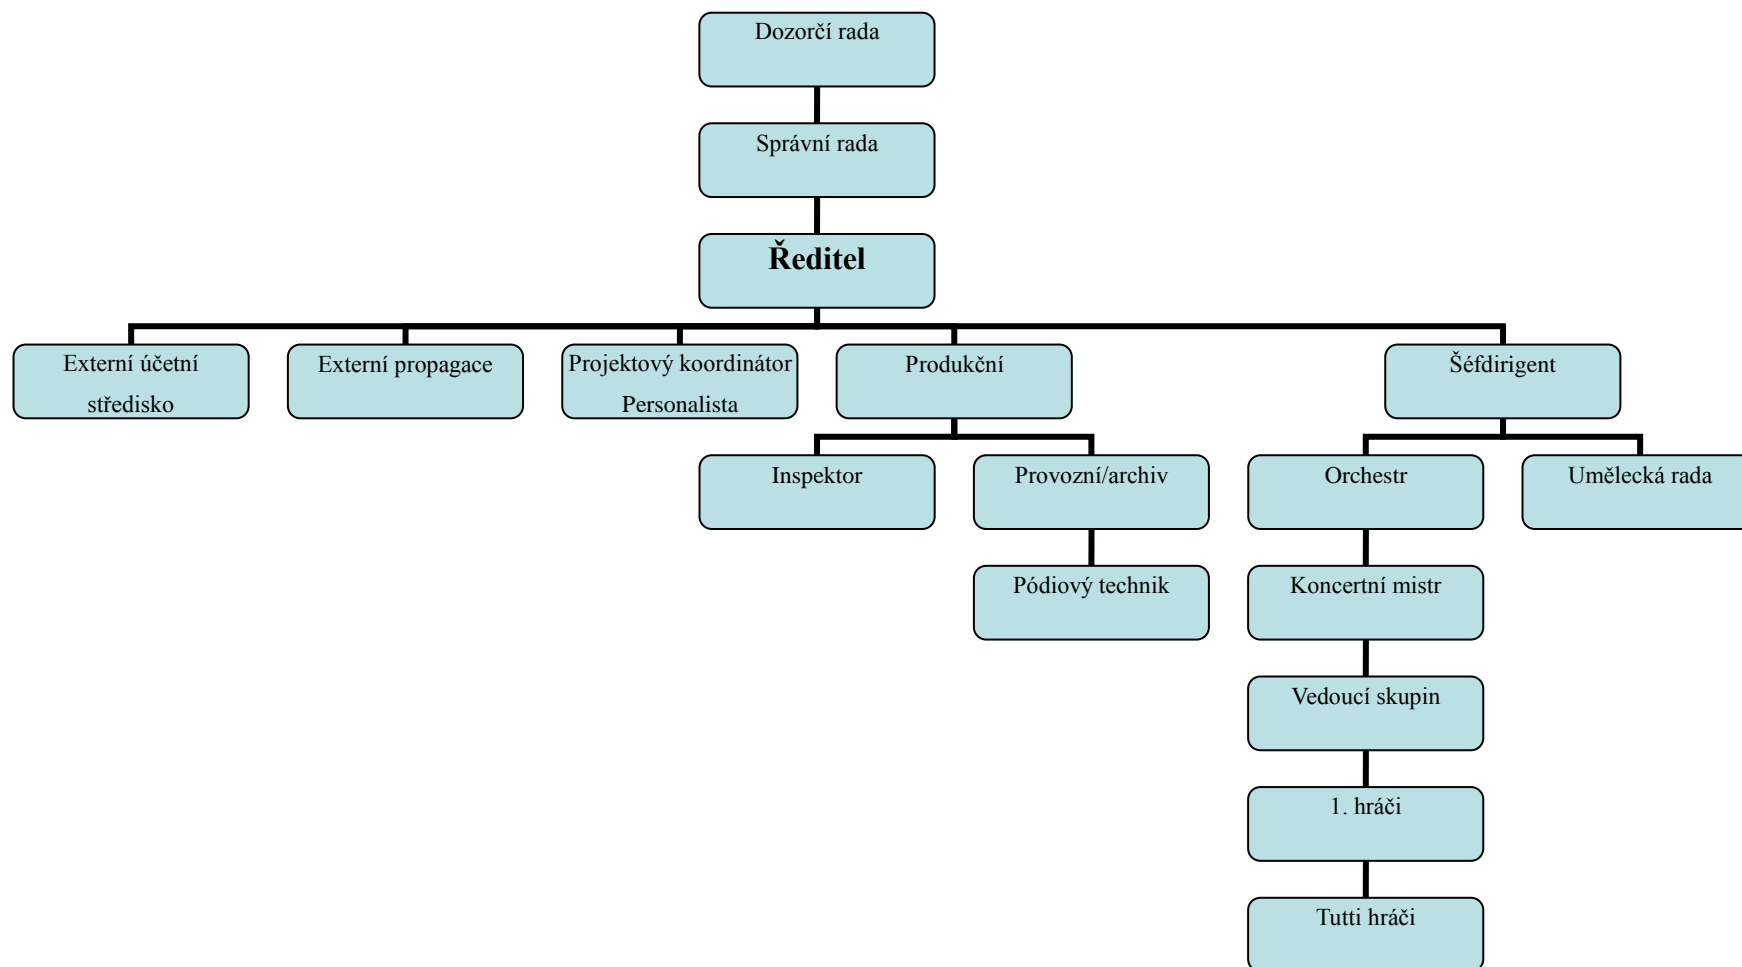 Dozorčí rada
Správní rada
Ředitel
Externí účetní
středisko
Externí propagace
Projektový koordinátor
Personalista
Produkční
Šéfdirigent
Inspektor
Provozní/archiv
Orchestr
Umělecká rada
Pódiový technik
Koncertní mistr
Vedoucí skupin
1. hráči
Tutti hráči